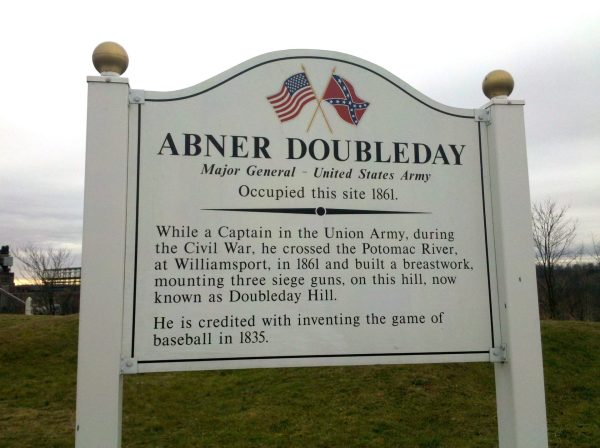 ABNER DOUBLEDAY
Major General - United States Army
Occupied this site 1861.
While a Captain in the Union Army, during
the Civil War, he crossed the Potomac River,
at Williamsport, in 1861 and built a breastwork,
mounting three siege guns, on this hill, now
known as Doubleday Hill.
He is credited with inventing the game of
baseball in 1835.